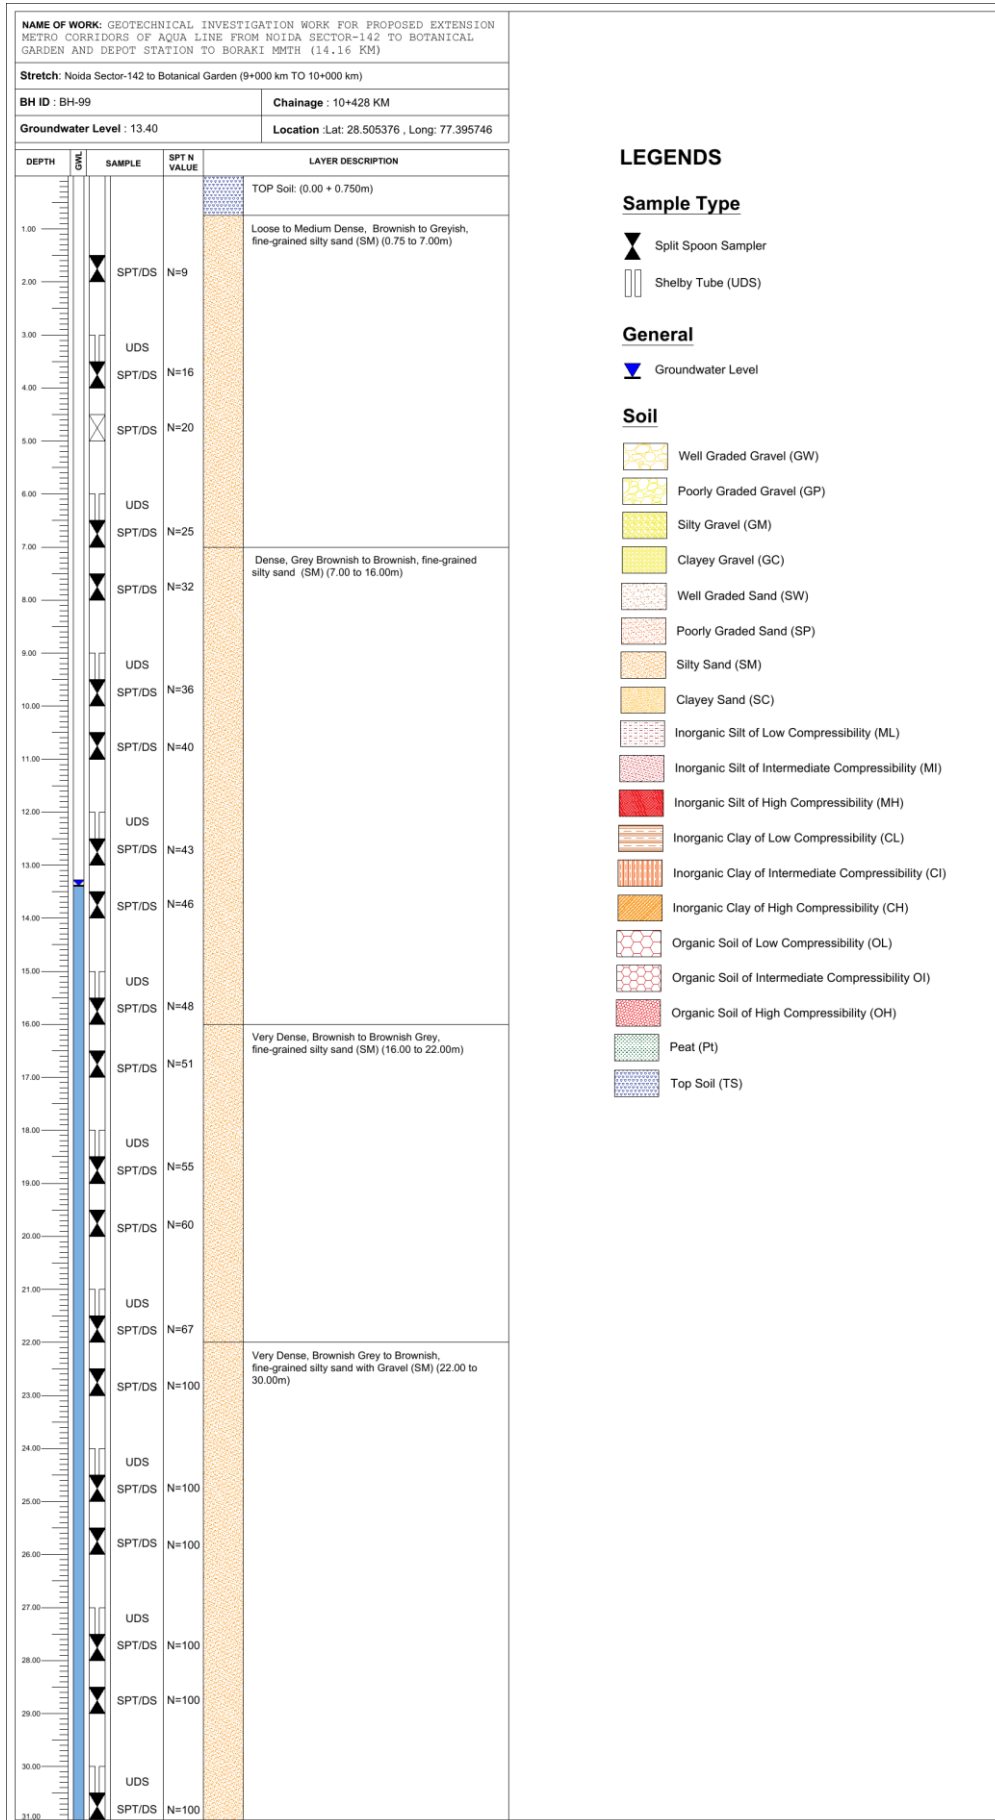 NAME OF WORK: GEOTECHNICAL INVESTIGATION WORK FOR PROPOSED EXTENSION
METRO CORRIDORS OF AQUA LINE FROM NOIDA SECTOR-142 TO BOTANICAL
GARDEN AND DEPOT STATION TO BORAKI MMTH (14.16 KM)
Stretch: Noida Sector-142 to Botanical Garden (9+000 km TO 10+000 km)
BH ID : BH-99
Chainage : 10+428 KM
Groundwater Level : 13.40
Location :Lat: 28.505376 , Long: 77.395746
DEPTH GWL SAMPLE SPT N VALUE LAYER DESCRIPTION
TOP Soil: (0.00 + 0.750m)
1.00
Loose to Medium Dense, Brownish to Greyish,
fine-grained silty sand (SM) (0.75 to 7.00m)
SPT/DS N=9
2.00
3.00
UDS
SPT/DS N=16
4.00
SPT/DS N=20
5.00
6.00
UDS
SPT/DS N=25
7.00
Dense, Grey Brownish to Brownish, fine-grained
silty sand (SM) (7.00 to 16.00m)
SPT/DS N=32
8.00
9.00
UDS
SPT/DS N=36
10.00
SPT/DS N=40
11.00
12.00
UDS
SPT/DS N=43
13.00
SPT/DS N=46
14.00
15.00
UDS
SPT/DS N=48
16.00
Very Dense, Brownish to Brownish Grey,
fine-grained silty sand (SM) (16.00 to 22.00m)
SPT/DS N=51
17.00
18.00
UDS
SPT/DS N=55
19.00
SPT/DS N=60
20.00
21.00
UDS
SPT/DS N=67
22.00
Very Dense, Brownish Grey to Brownish,
fine-grained silty sand with Gravel (SM) (22.00 to
30.00m)
SPT/DS N=100
23.00
24.00
UDS
SPT/DS N=100
25.00
SPT/DS N=100
26.00
27.00
UDS
SPT/DS N=100
28.00
SPT/DS N=100
29.00
30.00
UDS
SPT/DS N=100
31.00
LEGENDS
Sample Type
Split Spoon Sampler
Shelby Tube (UDS)
General
Groundwater Level
Soil
Well Graded Gravel (GW)
Poorly Graded Gravel (GP)
Silty Gravel (GM)
Clayey Gravel (GC)
Well Graded Sand (SW)
Poorly Graded Sand (SP)
Silty Sand (SM)
Clayey Sand (SC)
Inorganic Silt of Low Compressibility (ML)
Inorganic Silt of Intermediate Compressibility (MI)
Inorganic Silt of High Compressibility (MH)
Inorganic Clay of Low Compressibility (CL)
Inorganic Clay of Intermediate Compressibility (CI)
Inorganic Clay of High Compressibility (CH)
Organic Soil of Low Compressibility (OL)
Organic Soil of Intermediate Compressibility OI)
Organic Soil of High Compressibility (OH)
Peat (Pt)
Top Soil (TS)